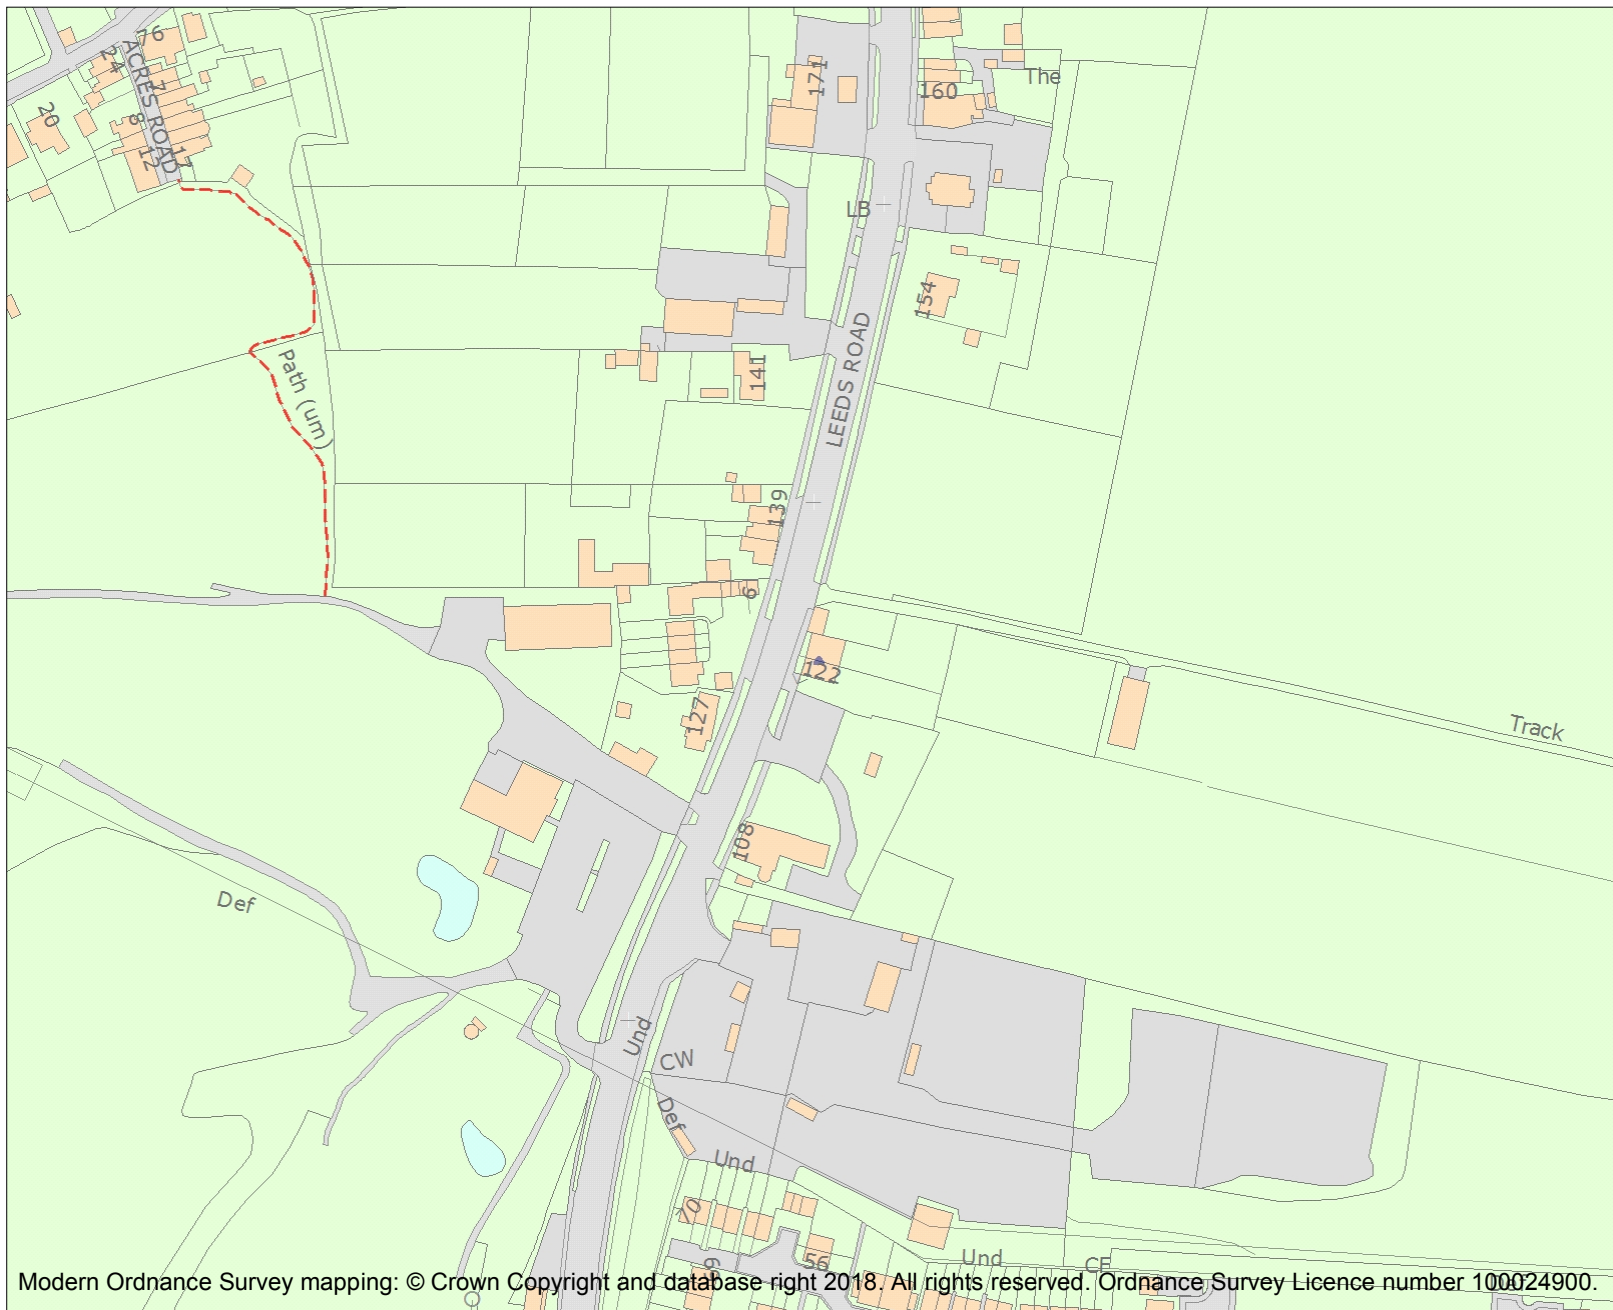 76
24
ACRES ROAD
7
20
8
12
17
171
160
The
LB
154
LEEDS ROAD
141
Path (um)
139
6
122
127
Track
108
Def
Und
CW
Def
Und
70
56
Und
CF
Modern Ordnance Survey mapping: © Crown Copyright and database right 2018. All rights reserved. Ordnance Survey Licence number 100024900.